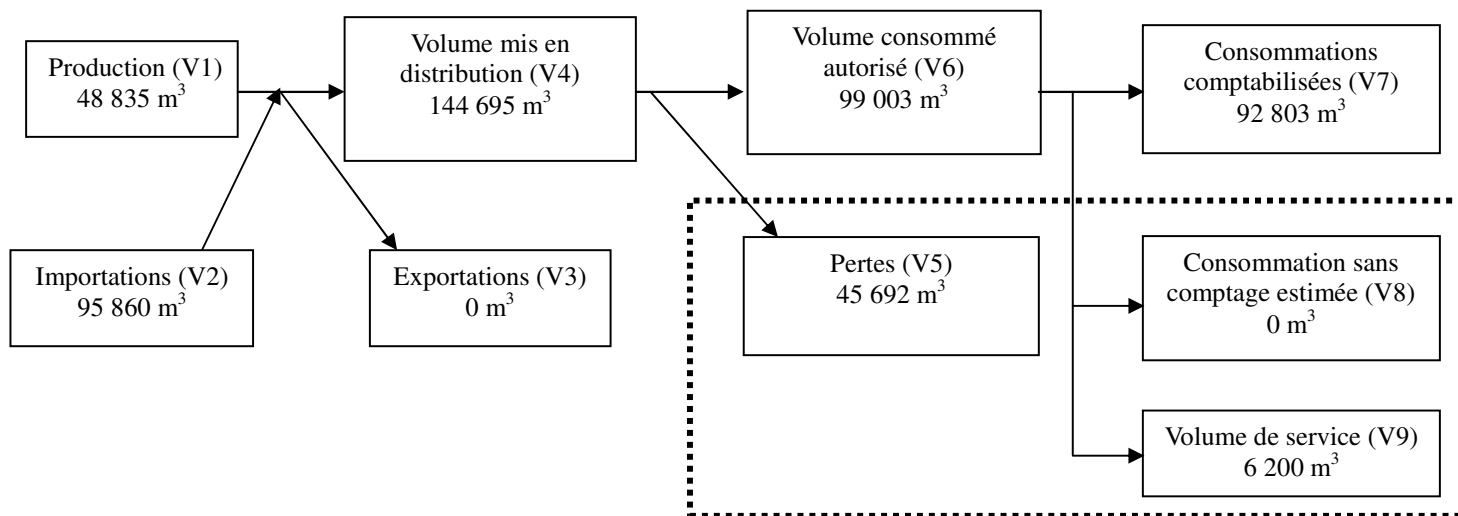 Production (V1)
48 835 m³
Volume mis en
distribution (V4)
144 695 m³
Volume consommé
autorisé (V6)
99 003 m³
Consommations
comptabilisées (V7)
92 803 m³
Importations (V2)
95 860 m³
Exportations (V3)
0 m³
Pertes (V5)
45 692 m³
Consommation sans
comptage estimée (V8)
0 m³
Volume de service (V9)
6 200 m³